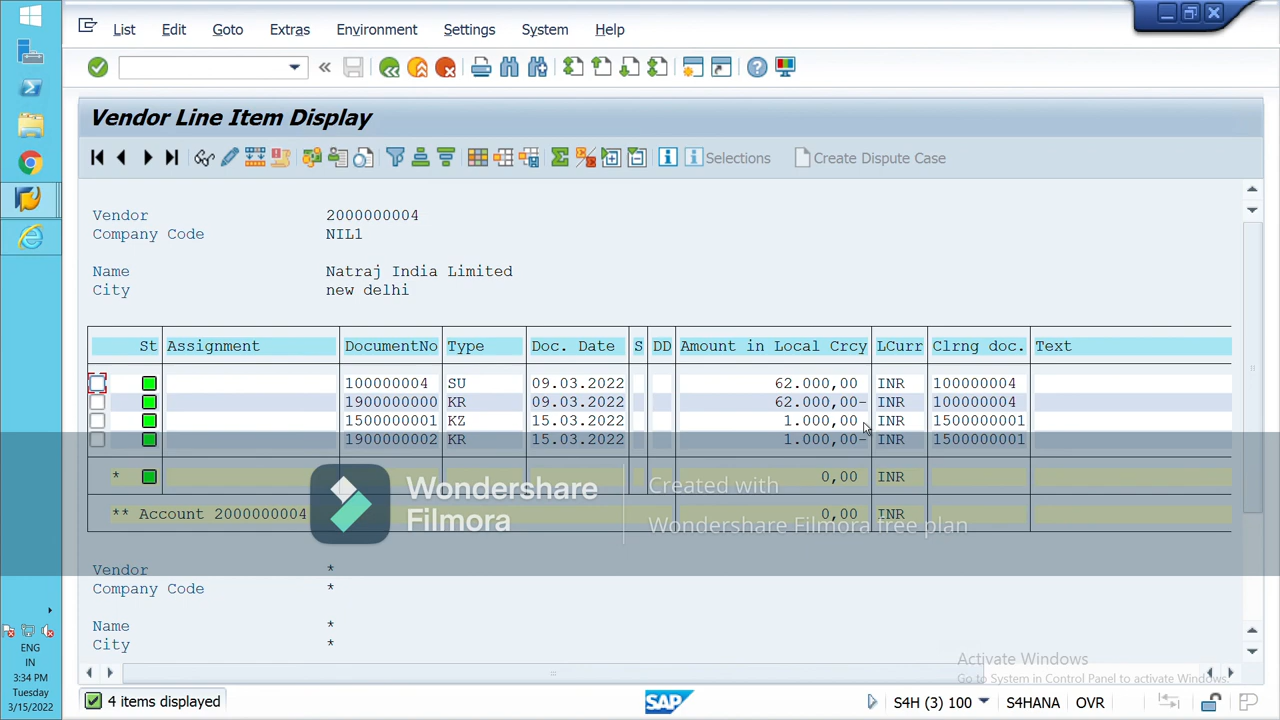 List Edit Goto Extras Environment Settings System Help
Vendor Line Item Display
Selections Create Dispute Case
Vendor 2000000004
Company Code NIL1
Name Natraj India Limited
City new delhi
St Assignment DocumentNo Type Doc. Date S DD Amount in Local Crcy LCurr Clrng doc. Text
100000004 SU 09.03.2022 62.000,00 INR 100000004
1900000000 KR 09.03.2022 62.000,00- INR 100000004
1500000001 KZ 15.03.2022 1.000,00 INR 1500000001
1900000002 KR 15.03.2022 1.000,00- INR 1500000001
* 0,00 INR
** Account 2000000004 0,00 INR
Wondershare
Filmora
Created with
Wondershare Filmora free plan
Vendor *
Company Code *
Name *
City *
Activate Windows
Go to System in Control Panel to activate Windows.
4 items displayed
SAP
S4H (3) 100 S4HANA OVR
ENG
IN
3:34 PM
Tuesday
3/15/2022